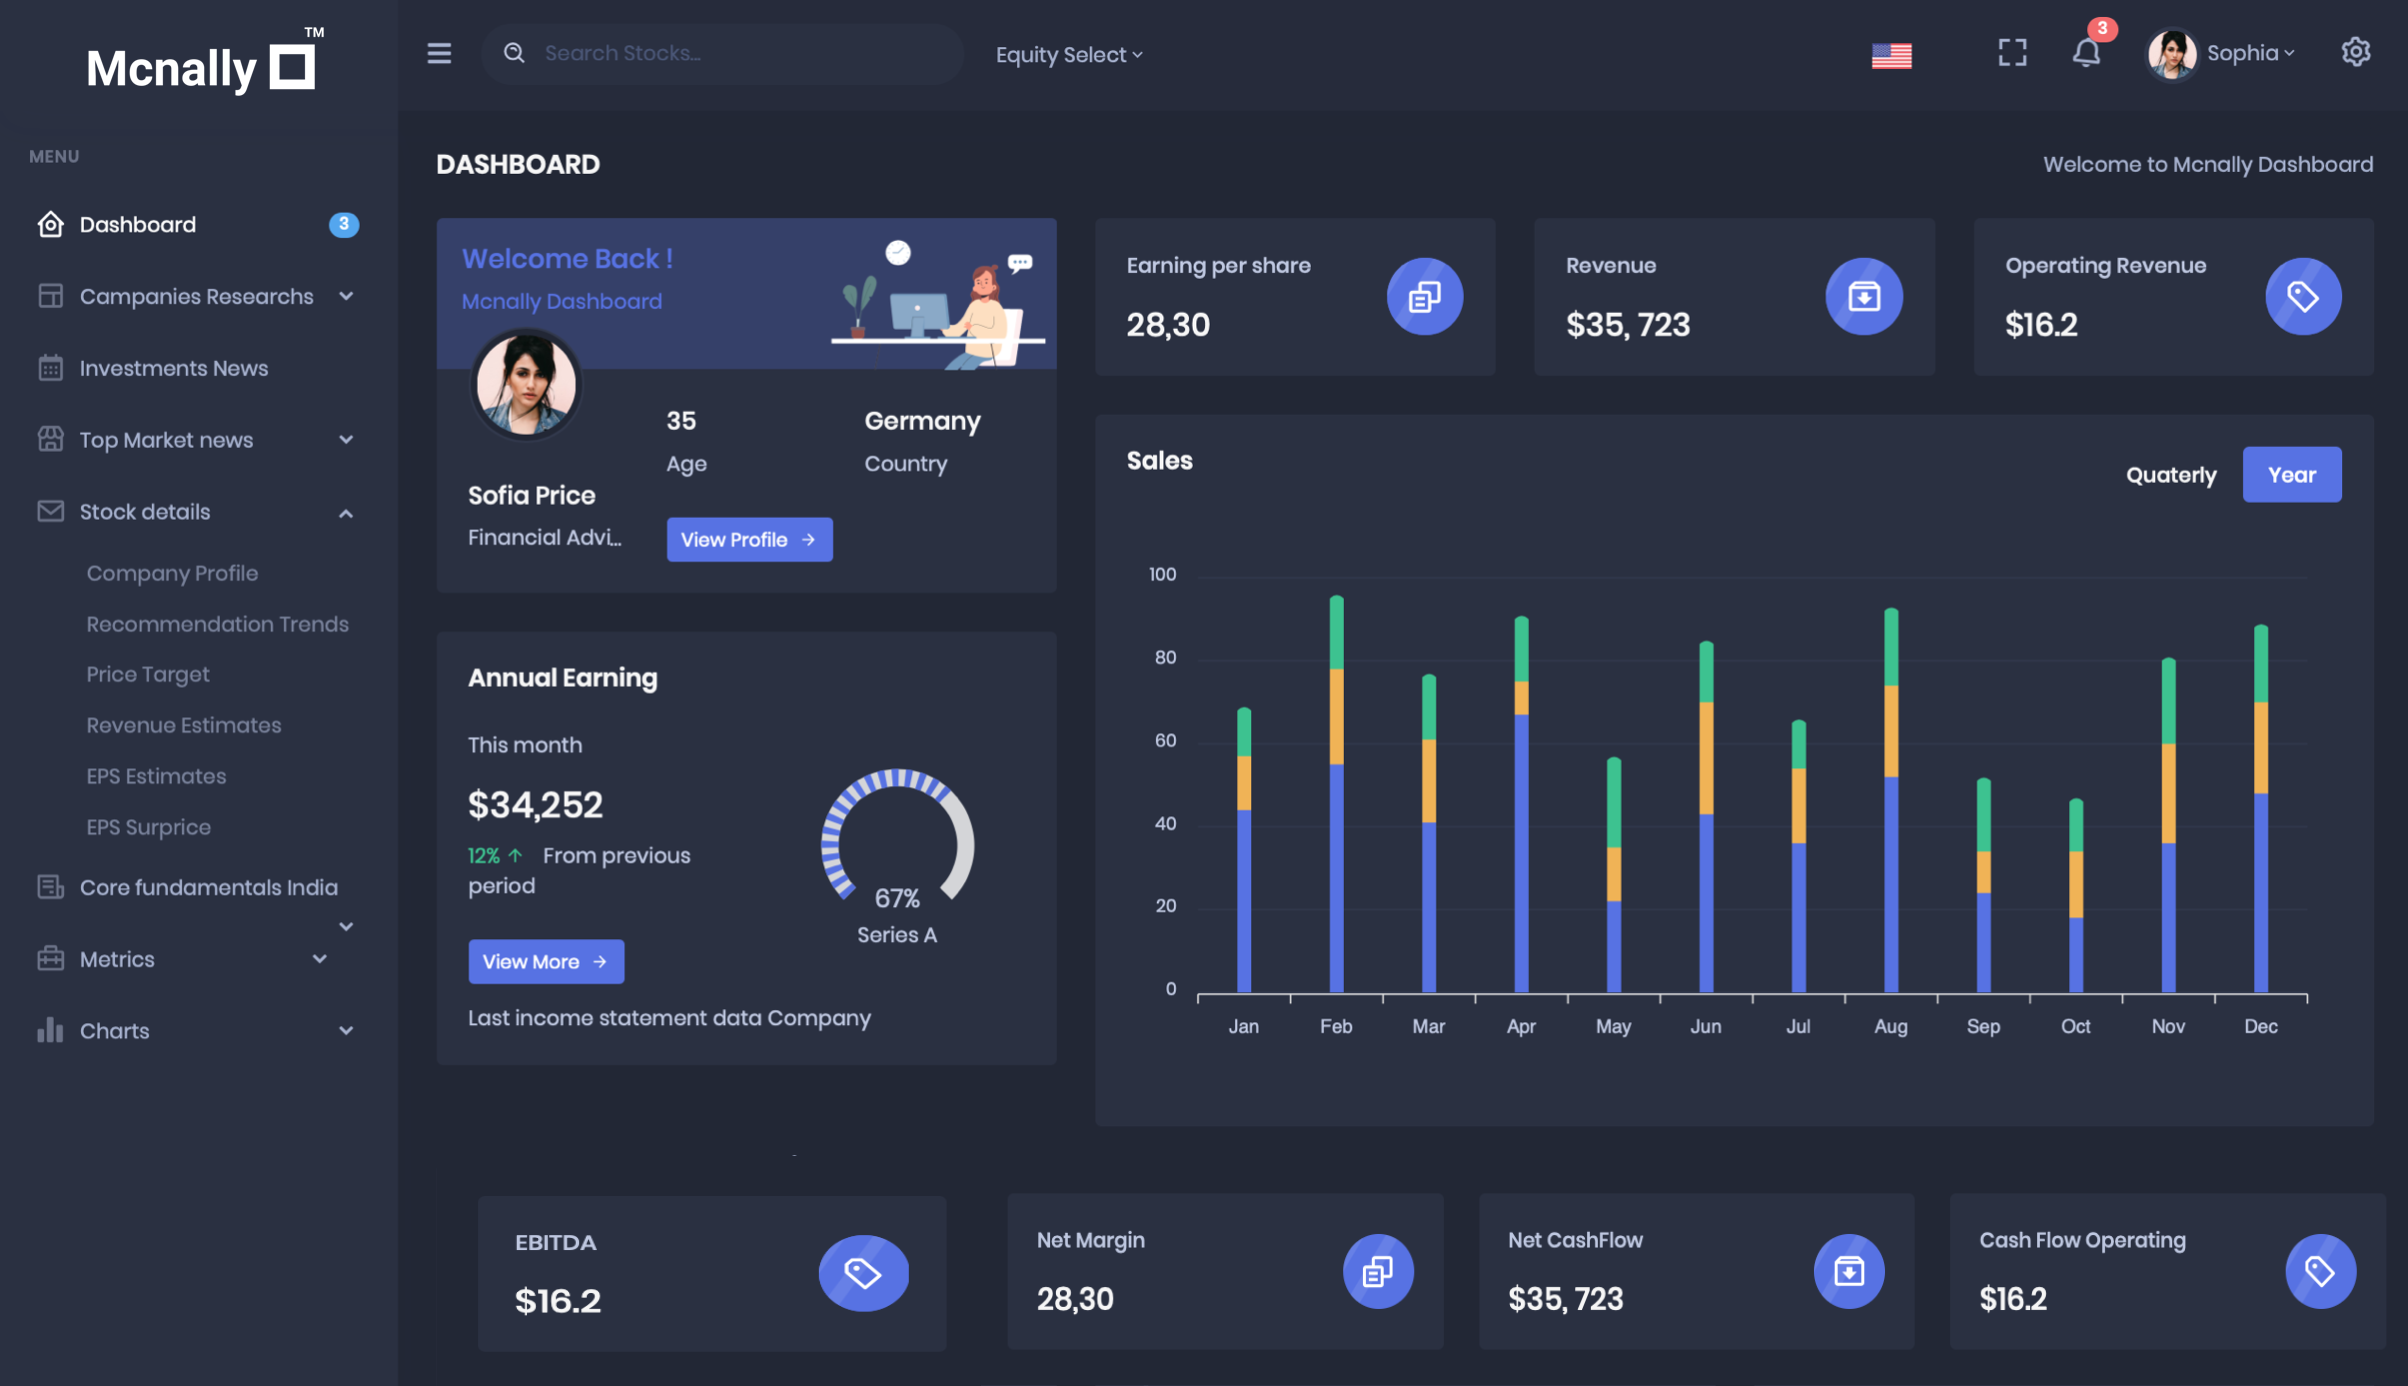 Mcnally TM
MENU
Dashboard 3
Campanies Researchs
Investments News
Top Market news
Stock details
Company Profile
Recommendation Trends
Price Target
Revenue Estimates
EPS Estimates
EPS Surprice
Core fundamentals India
Metrics
Charts
Search Stocks...
Equity Select
3
Sophia
DASHBOARD
Welcome to Mcnally Dashboard
Welcome Back !
Mcnally Dashboard
35
Age
Germany
Country
Sofia Price
Financial Advi...
View Profile →
Annual Earning
This month
$34,252
12% ↑ From previous
period
67%
Series A
View More →
Last income statement data Company
Earning per share
28,30
Revenue
$35, 723
Operating Revenue
$16.2
Sales
Quaterly
Year
100
80
60
40
20
0
Jan Feb Mar Apr May Jun Jul Aug Sep Oct Nov Dec
EBITDA
$16.2
Net Margin
28,30
Net CashFlow
$35, 723
Cash Flow Operating
$16.2